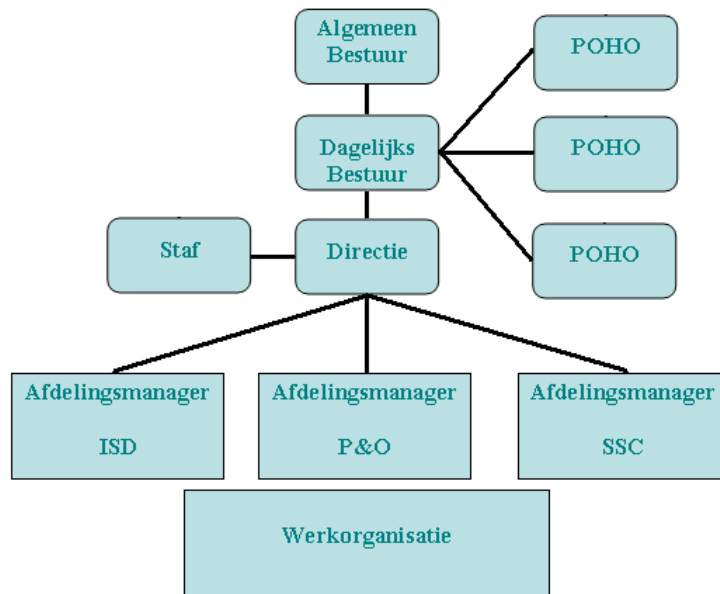 Algemeen
Bestuur
POHO
Dagelijks
Bestuur
POHO
Staf
Directie
POHO
Afdelingsmanager
ISD
Afdelingsmanager
P&O
Afdelingsmanager
SSC
Werkorganisatie